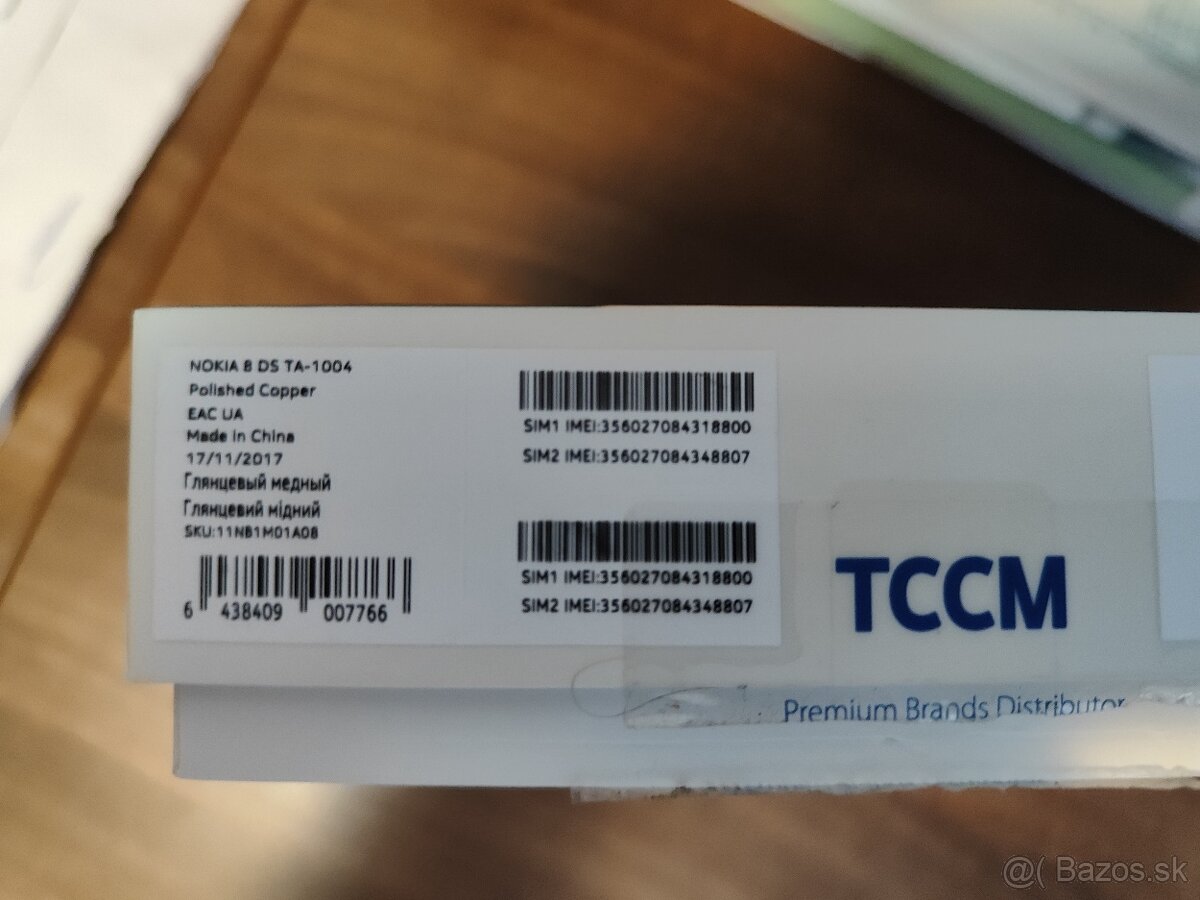 NOKIA 8 DS TA-1004
Polished Copper
EAC UA
Made in China
17/11/2017
Глянцевый медный
Глянцевий мідний
SKU:11NB1M01A08
6 438409 007766
SIM1 IMEI:356027084318800
SIM2 IMEI:356027084348807
SIM1 IMEI:356027084318800
SIM2 IMEI:356027084348807
TCCM
Premium Brands Distributor
@( Bazos.sk